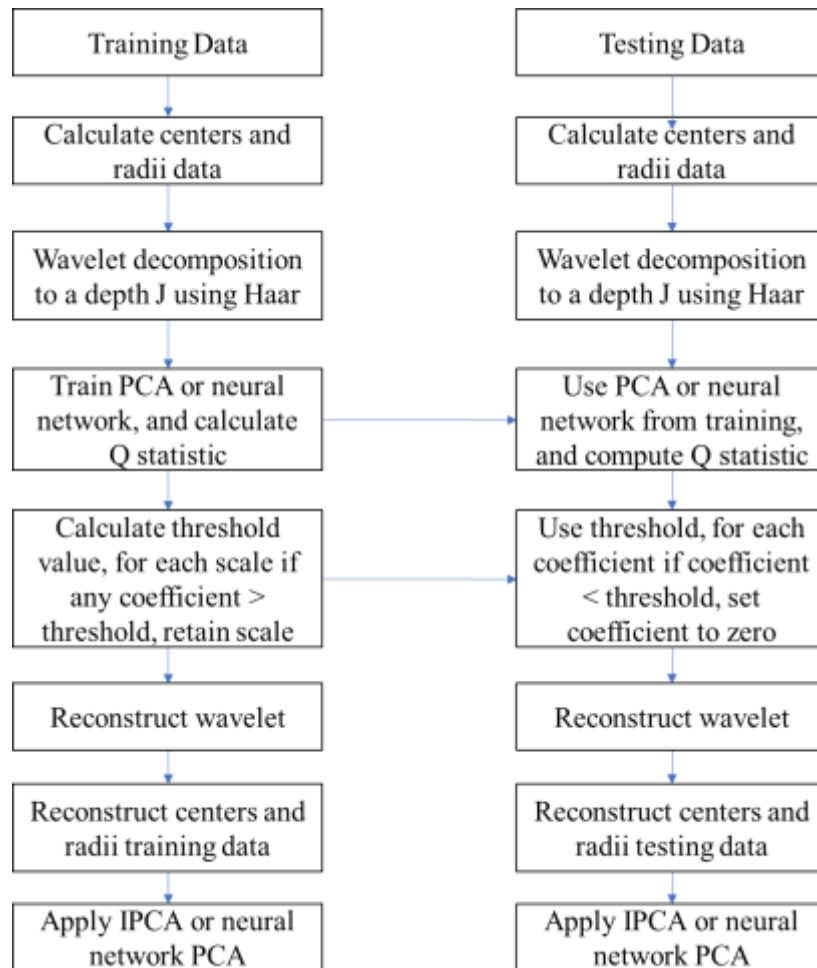 Training Data
Calculate centers and
radii data
Wavelet decomposition
to a depth J using Haar
Train PCA or neural
network, and calculate
Q statistic
Calculate threshold
value, for each scale if
any coefficient >
threshold, retain scale
Reconstruct wavelet
Reconstruct centers and
radii training data
Apply IPCA or neural
network PCA
Testing Data
Calculate centers and
radii data
Wavelet decomposition
to a depth J using Haar
Use PCA or neural
network from training,
and compute Q statistic
Use threshold, for each
coefficient if coefficient
< threshold, set
coefficient to zero
Reconstruct wavelet
Reconstruct centers and
radii testing data
Apply IPCA or neural
network PCA